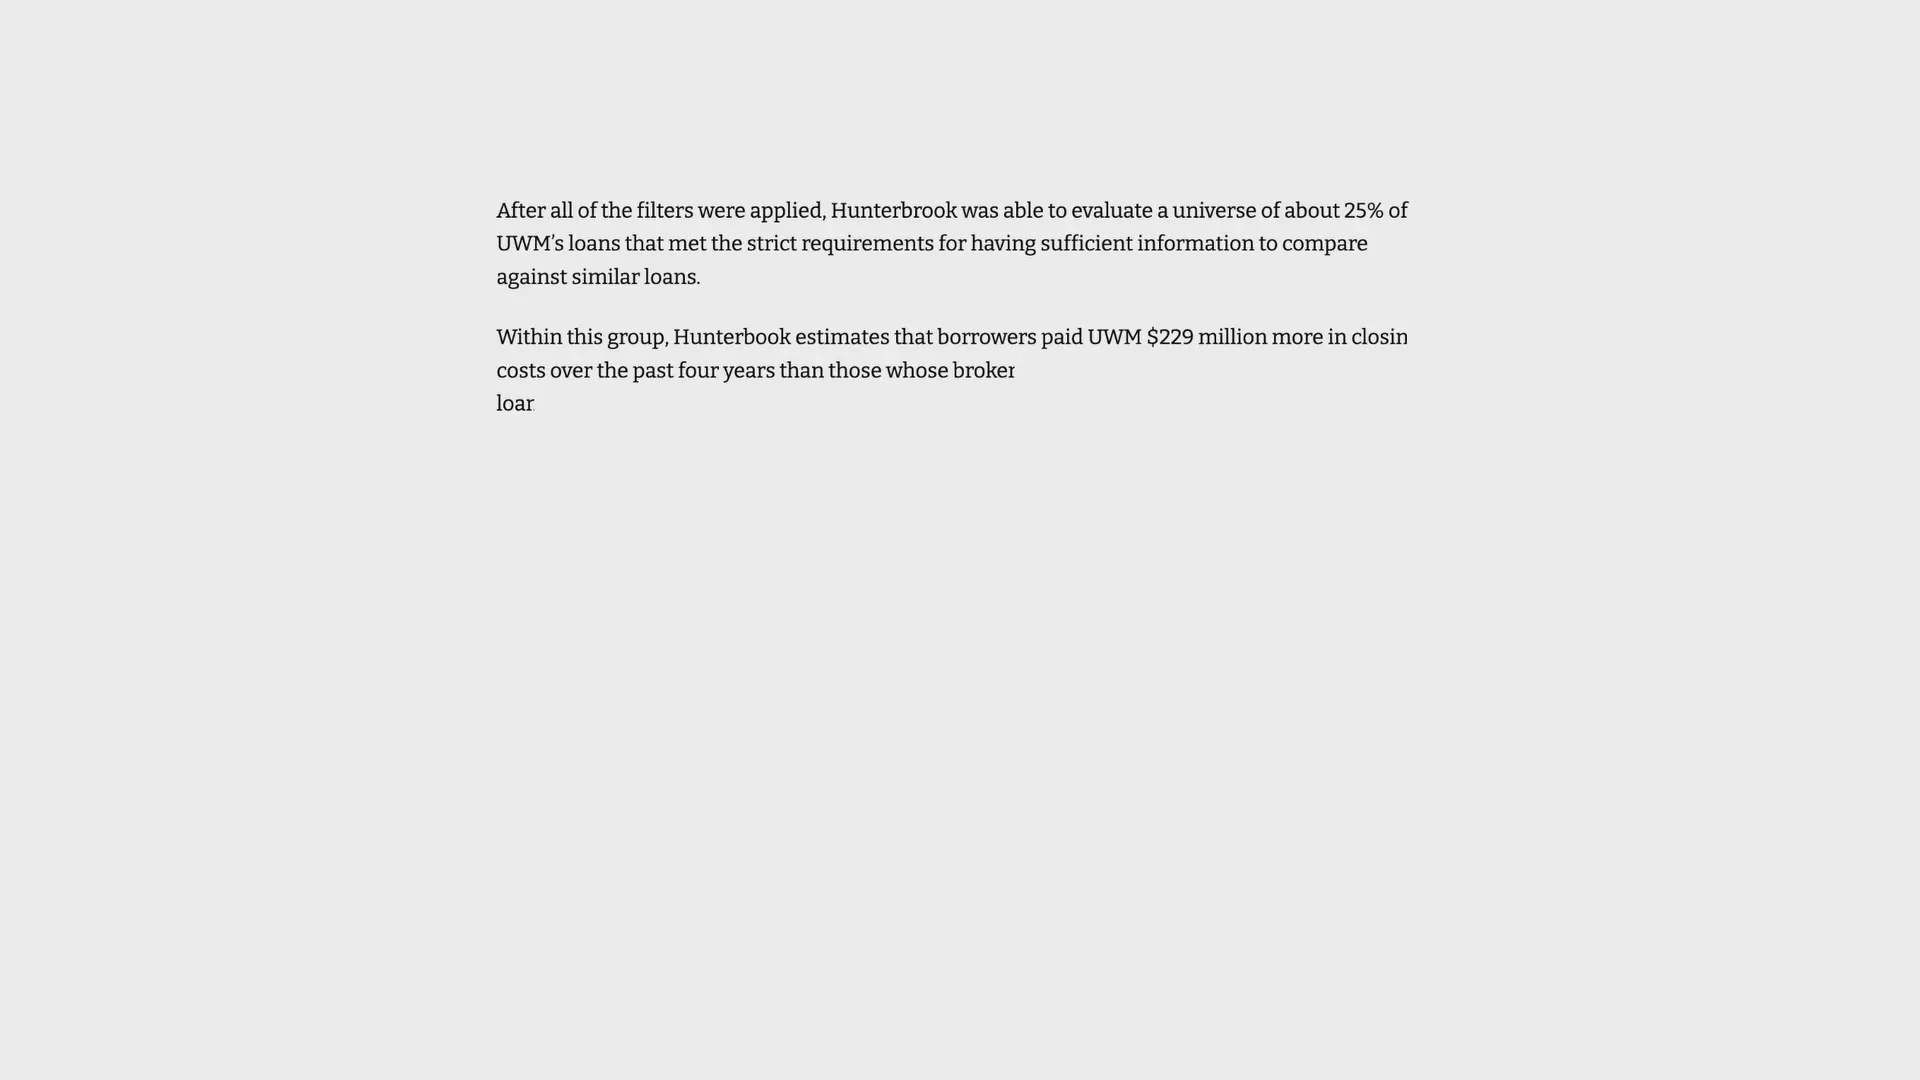 After all of the filters were applied, Hunterbrook was able to evaluate a universe of about 25% of
UWM’s loans that met the strict requirements for having sufficient information to compare
against similar loans.
Within this group, Hunterbook estimates that borrowers paid UWM $229 million more in closin
costs over the past four years than those whose broker
loar